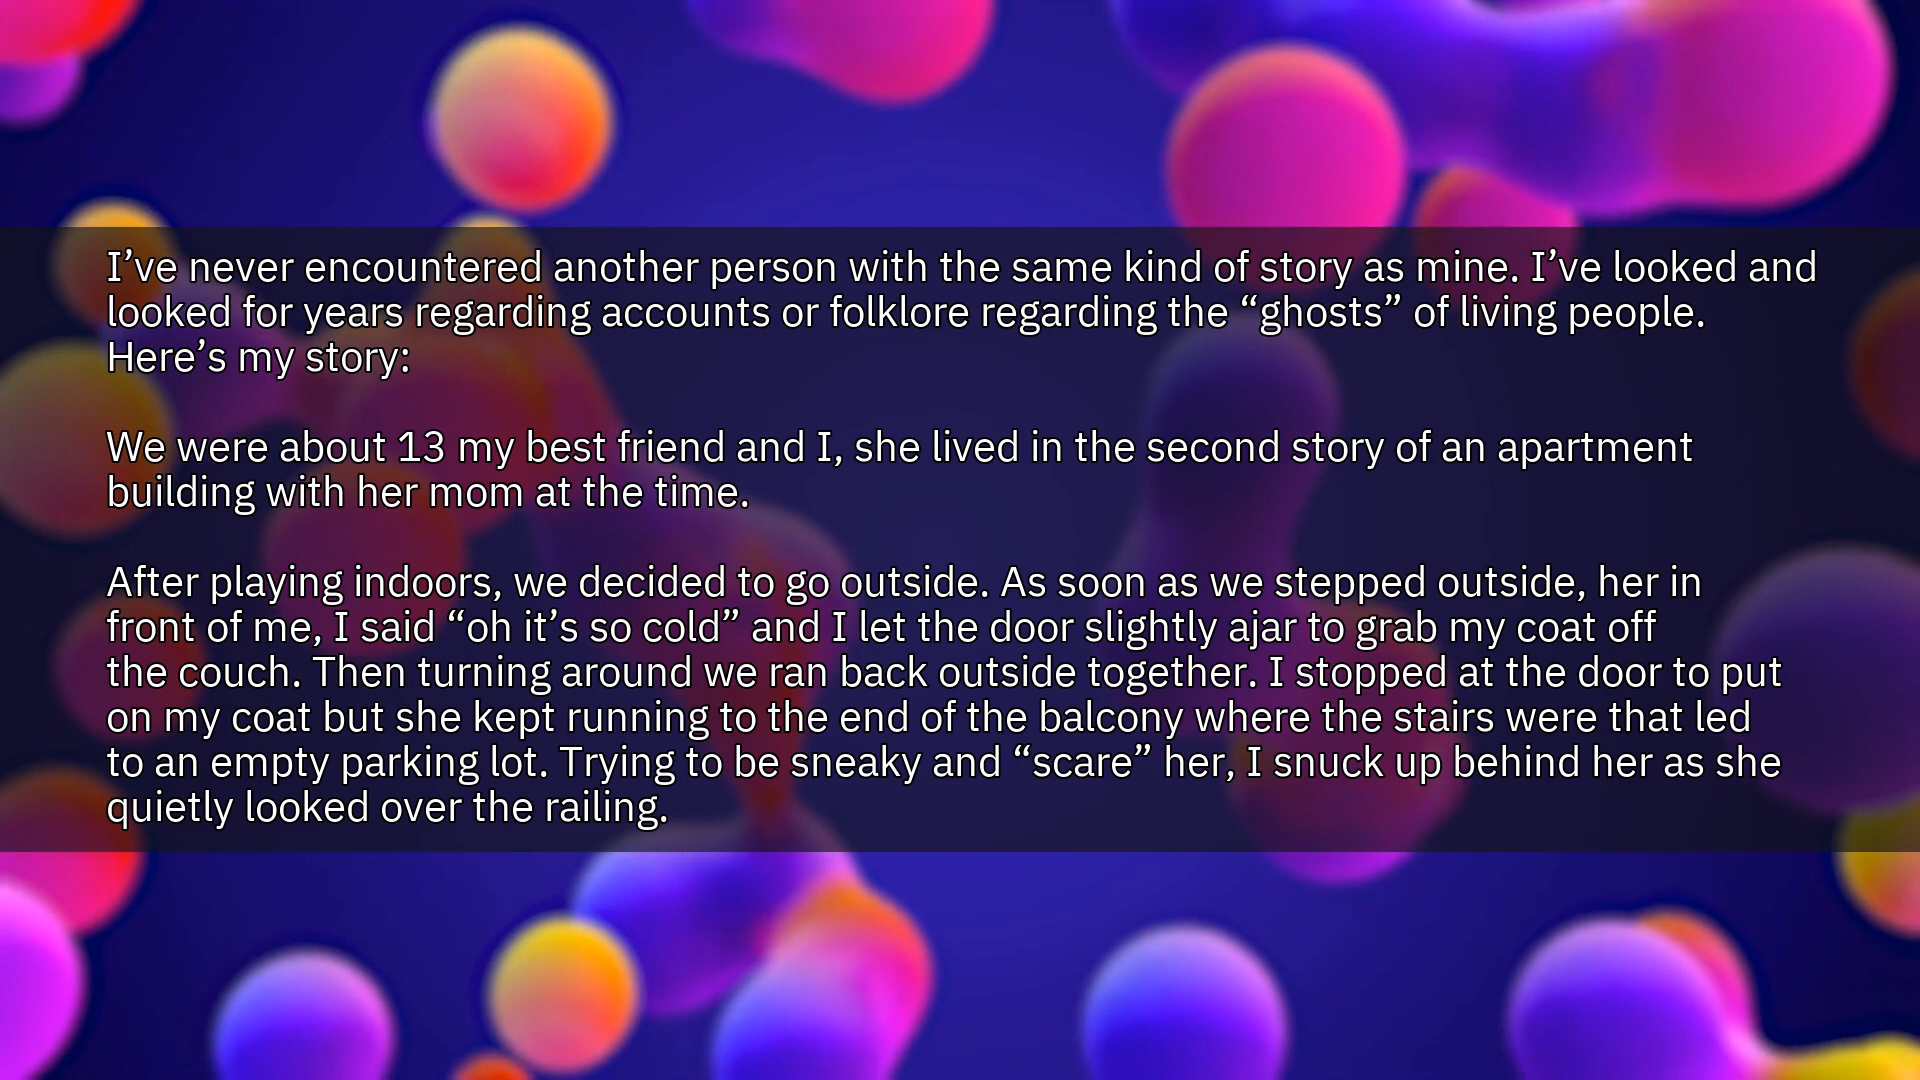 I’ve never encountered another person with the same kind of story as mine. I’ve looked and
looked for years regarding accounts or folklore regarding the “ghosts” of living people.
Here’s my story:
We were about 13 my best friend and I, she lived in the second story of an apartment
building with her mom at the time.
After playing indoors, we decided to go outside. As soon as we stepped outside, her in
front of me, I said “oh it’s so cold” and I let the door slightly ajar to grab my coat off
the couch. Then turning around we ran back outside together. I stopped at the door to put
on my coat but she kept running to the end of the balcony where the stairs were that led
to an empty parking lot. Trying to be sneaky and “scare” her, I snuck up behind her as she
quietly looked over the railing.